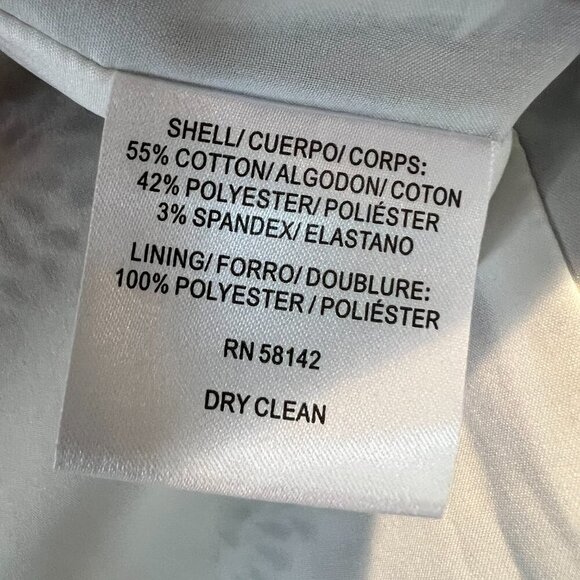 SHELL/ CUERPO/ CORPS:
55% COTTON/ ALGODON/ COTON
42% POLYESTER/ POLIÉSTER
3% SPANDEX/ ELASTANO
LINING/ FORRO/ DOUBLURE:
100% POLYESTER/ POLIÉSTER
RN 58142
DRY CLEAN